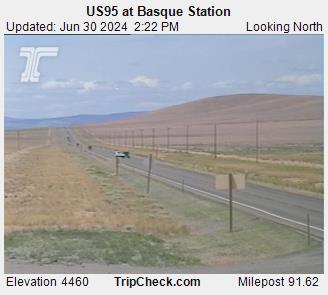 US95 at Basque Station
Updated: Jun 30 2024 2:22 PM Looking North
Elevation 4460 TripCheck.com Milepost 91.62